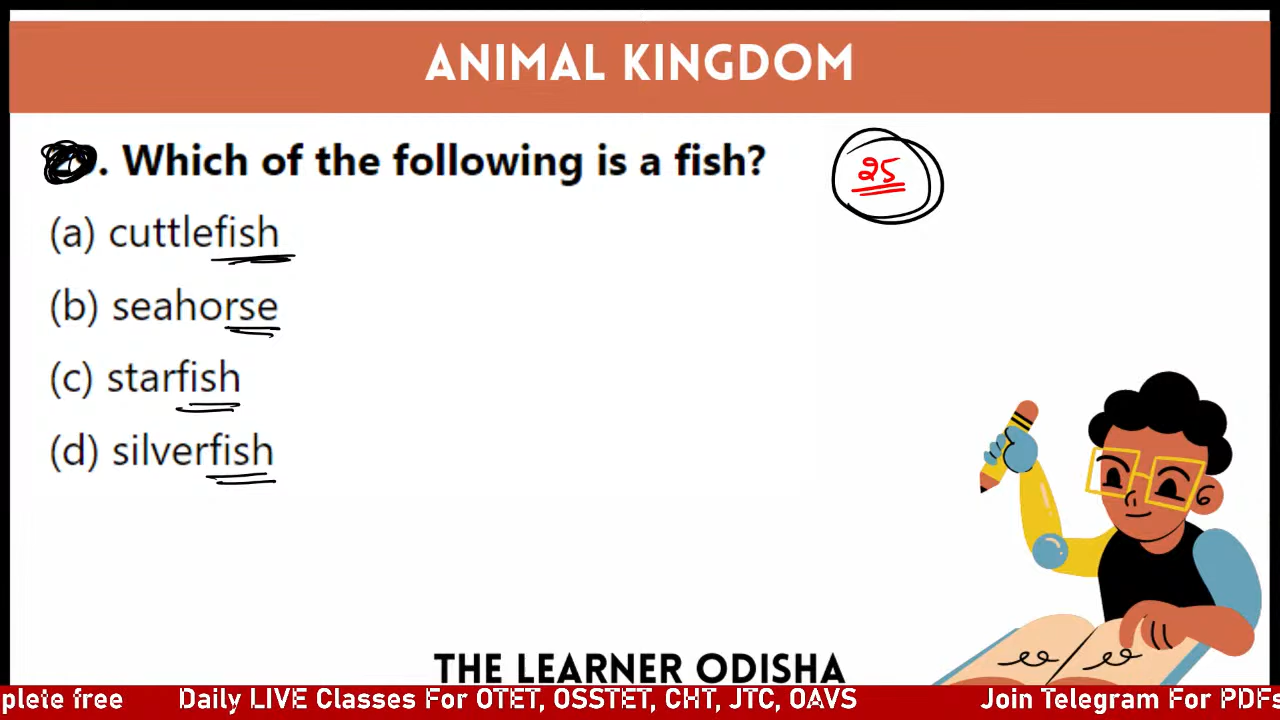 ANIMAL KINGDOM
. Which of the following is a fish?
25
(a) cuttlefish
(b) seahorse
(c) starfish
(d) silverfish
THE LEARNER ODISHA
plete free Daily LIVE Classes For OTET, OSSTET, CHT, JTC, OAVS Join Telegram For PDFs